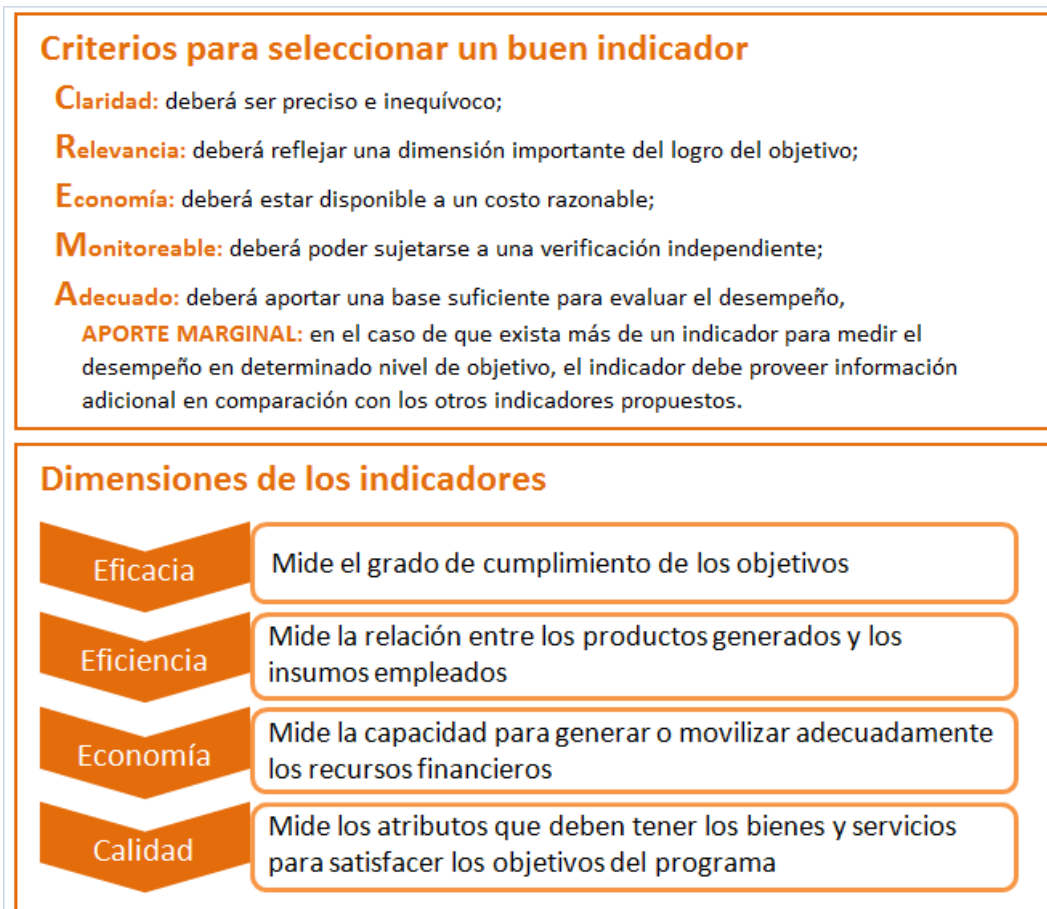 Criterios para seleccionar un buen indicador
Claridad: deberá ser preciso e inequívoco;
Relevancia: deberá reflejar una dimensión importante del logro del objetivo;
Economía: deberá estar disponible a un costo razonable;
Monitoreable: deberá poder sujetarse a una verificación independiente;
Adecuado: deberá aportar una base suficiente para evaluar el desempeño,
APORTE MARGINAL: en el caso de que exista más de un indicador para medir el
desempeño en determinado nivel de objetivo, el indicador debe proveer información
adicional en comparación con los otros indicadores propuestos.
Dimensiones de los indicadores
Eficacia
Mide el grado de cumplimiento de los objetivos
Eficiencia
Mide la relación entre los productos generados y los
insumos empleados
Economía
Mide la capacidad para generar o movilizar adecuadamente
los recursos financieros
Calidad
Mide los atributos que deben tener los bienes y servicios
para satisfacer los objetivos del programa